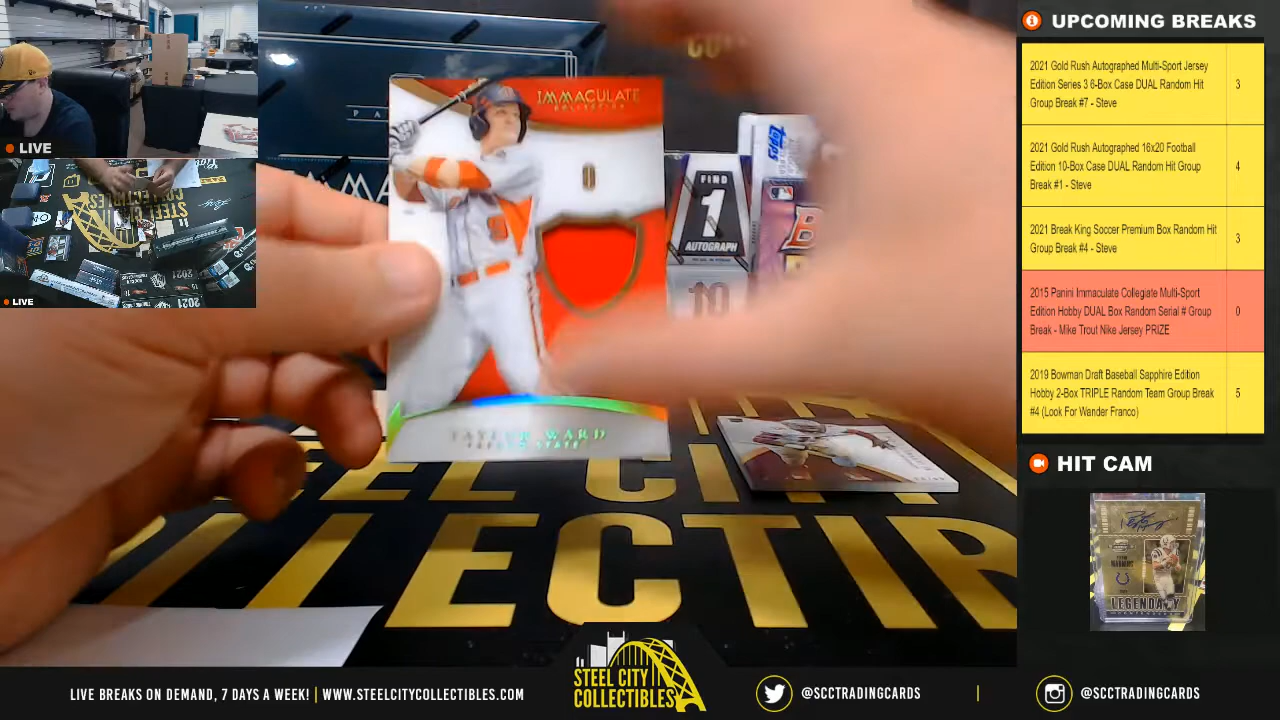 LIVE
LIVE
IMMACULATE
COLLECTION
TAYLOR WARD
FRESNO STATE
FIND
1
AUTOGRAPH
topps
STEEL CITY
COLLECTIBLES
UPCOMING BREAKS
2021 Gold Rush Autographed Multi-Sport Jersey
Edition Series 3 6-Box Case DUAL Random Hit
Group Break #7 - Steve
3
2021 Gold Rush Autographed 16x20 Football
Edition 10-Box Case DUAL Random Hit Group
Break #1 - Steve
4
2021 Break King Soccer Premium Box Random Hit
Group Break #4 - Steve
3
2015 Panini Immaculate Collegiate Multi-Sport
Edition Hobby DUAL Box Random Serial # Group
Break - Mike Trout Nike Jersey PRIZE
0
2019 Bowman Draft Baseball Sapphire Edition
Hobby 2-Box TRIPLE Random Team Group Break
#4 (Look For Wander Franco)
5
HIT CAM
LEGENDARY
LIVE BREAKS ON DEMAND, 7 DAYS A WEEK! | WWW.STEELCITYCOLLECTIBLES.COM
@SCCTRADINGCARDS
@SCCTRADINGCARDS